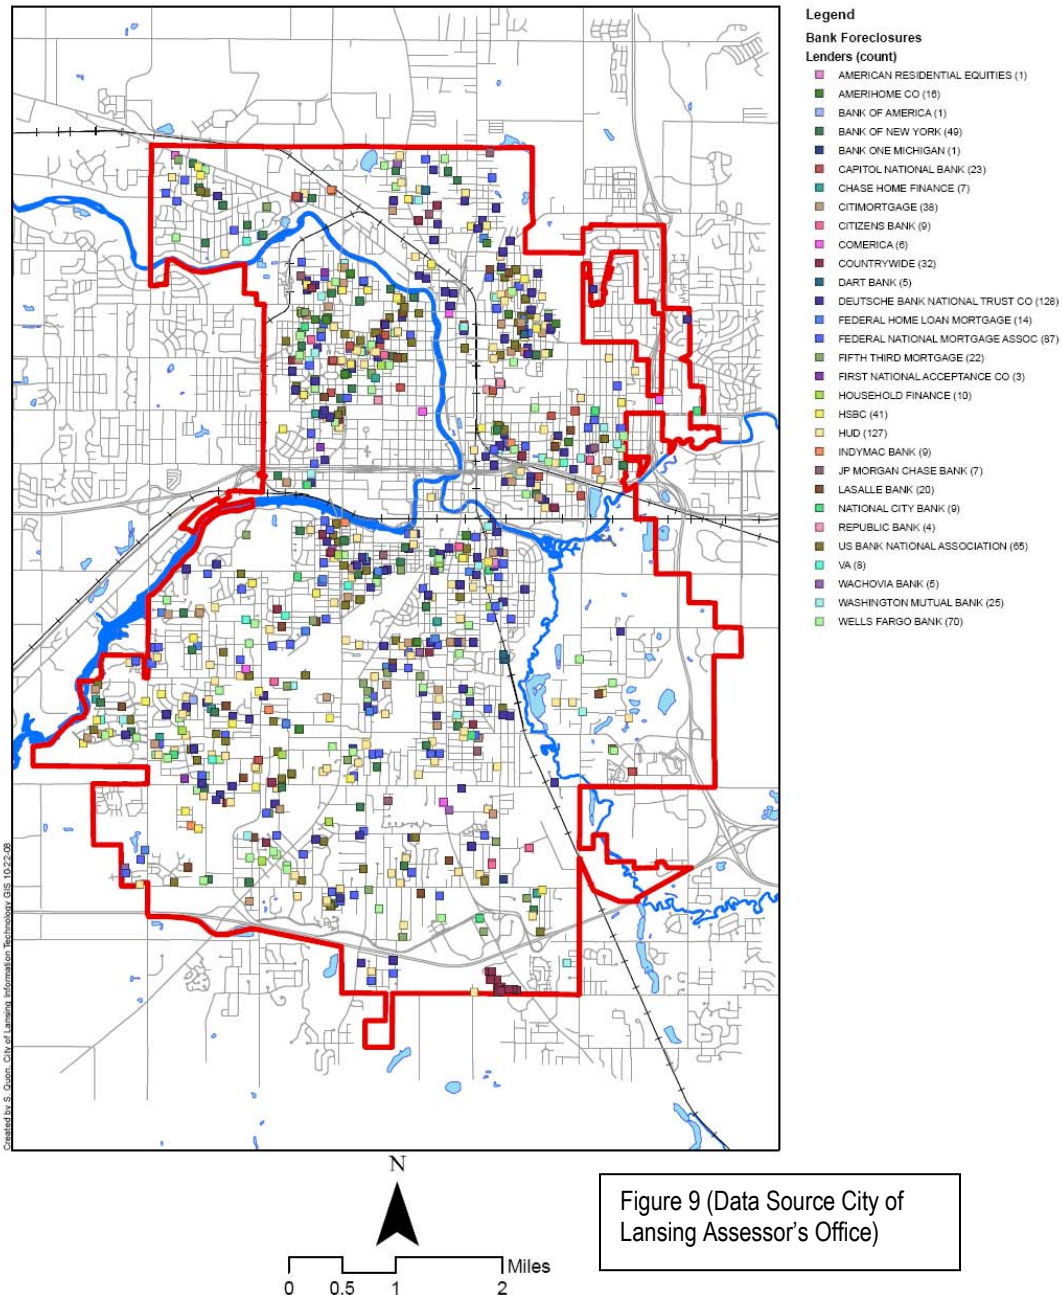 Legend
Bank Foreclosures
Lenders (count)
AMERICAN RESIDENTIAL EQUITIES (1)
AMERIHOME CO (16)
BANK OF AMERICA (1)
BANK OF NEW YORK (49)
BANK ONE MICHIGAN (1)
CAPITOL NATIONAL BANK (23)
CHASE HOME FINANCE (7)
CITIMORTGAGE (38)
CITIZENS BANK (9)
COMERICA (6)
COUNTRYWIDE (32)
DART BANK (5)
DEUTSCHE BANK NATIONAL TRUST CO (128)
FEDERAL HOME LOAN MORTGAGE (14)
FEDERAL NATIONAL MORTGAGE ASSOC (87)
FIFTH THIRD MORTGAGE (22)
FIRST NATIONAL ACCEPTANCE CO (3)
HOUSEHOLD FINANCE (10)
HSBC (41)
HUD (127)
INDYMAC BANK (9)
JP MORGAN CHASE BANK (7)
LASALLE BANK (20)
NATIONAL CITY BANK (9)
REPUBLIC BANK (4)
US BANK NATIONAL ASSOCIATION (65)
VA (8)
WACHOVIA BANK (5)
WASHINGTON MUTUAL BANK (25)
WELLS FARGO BANK (70)
Created by S. Quon, City of Lansing Information Technology GIS 10-22-08
N
Miles
0 0.5 1 2
Figure 9 (Data Source City of
Lansing Assessor's Office)